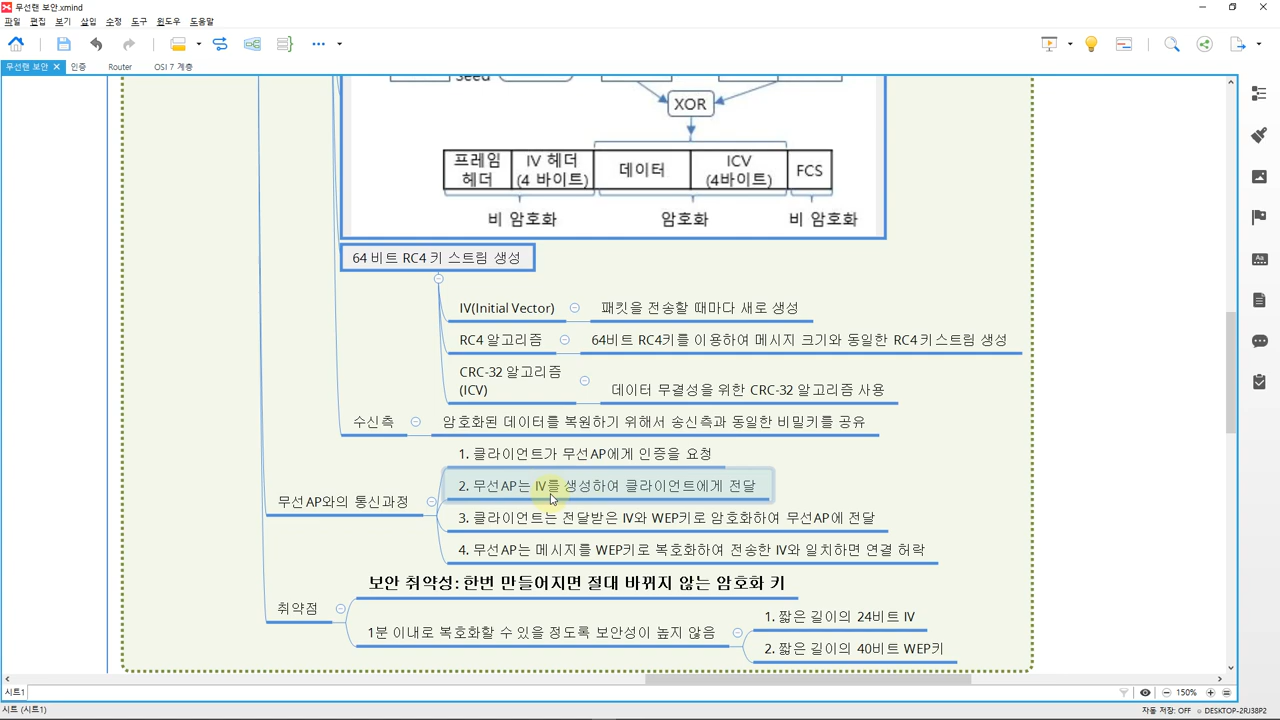 무선랜 보안.xmind
파일 편집 보기 삽입 수정 도구 윈도우 도움말
무선랜 보안 인증 Router OSI 7 계층
Seed
XOR
프레임 헤더
IV 헤더 (4 바이트)
데이터
ICV (4바이트)
FCS
비 암호화 암호화 비 암호화
64 비트 RC4 키 스트림 생성
IV(Initial Vector) 패킷을 전송할 때마다 새로 생성
RC4 알고리즘 64비트 RC4키를 이용하여 메시지 크기와 동일한 RC4 키스트림 생성
CRC-32 알고리즘
(ICV) 데이터 무결성을 위한 CRC-32 알고리즘 사용
수신측 암호화된 데이터를 복원하기 위해서 송신측과 동일한 비밀키를 공유
무선AP와의 통신과정
1. 클라이언트가 무선AP에게 인증을 요청
2. 무선AP는 IV를 생성하여 클라이언트에게 전달
3. 클라이언트는 전달받은 IV와 WEP키로 암호화하여 무선AP에 전달
4. 무선AP는 메시지를 WEP키로 복호화하여 전송한 IV와 일치하면 연결 허락
취약점
보안 취약성: 한번 만들어지면 절대 바뀌지 않는 암호화 키
1분 이내로 복호화할 수 있을 정도록 보안성이 높지 않음
1. 짧은 길이의 24비트 IV
2. 짧은 길이의 40비트 WEP키
시트1
150%
시트 (시트1)
자동 저장: OFF DESKTOP-2RJ38P2